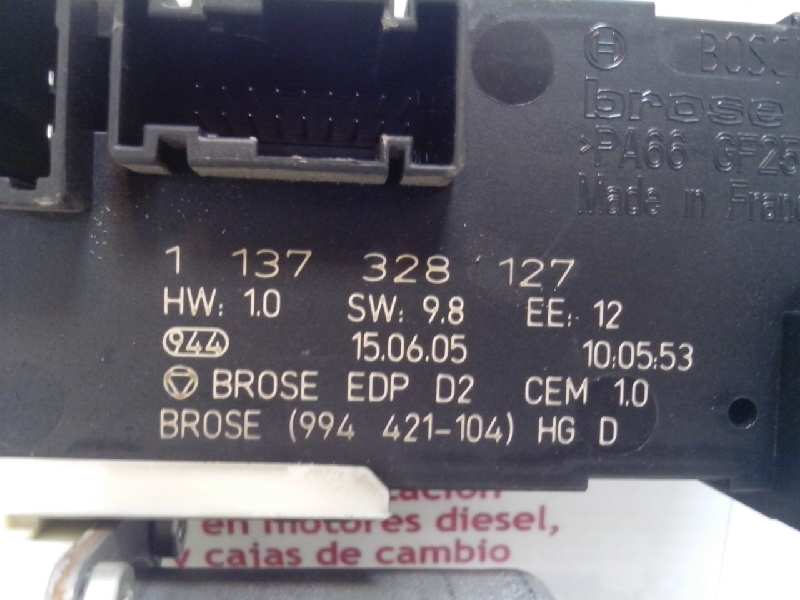 BOSCH
brose
>PA66 GF25
Made in Franc
1 137 328 127
HW: 1.0 SW: 9.8 EE: 12
944 15.06.05 10:05:53
BROSE EDP D2 CEM 1.0
BROSE (994 421-104) HG D
en motores diesel,
y cajas de cambio